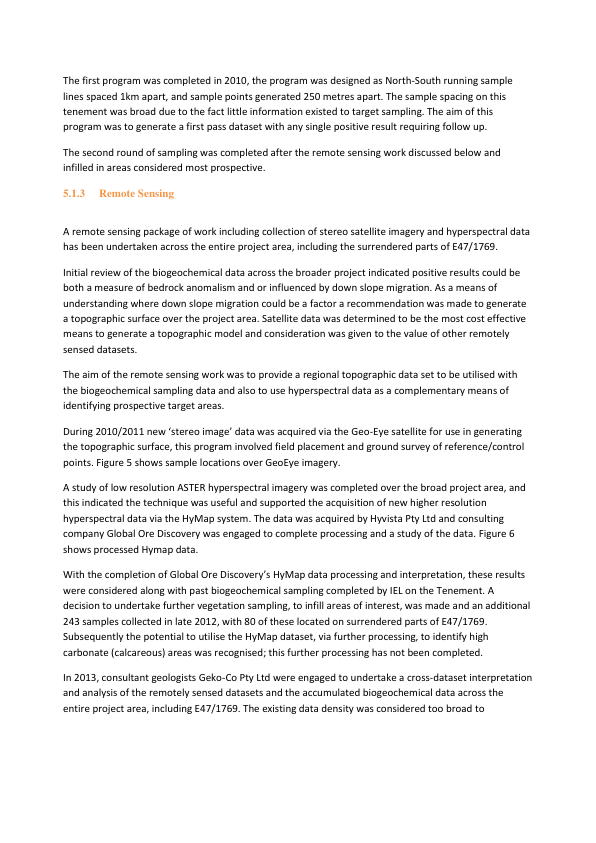 The first program was completed in 2010, the program was designed as North-South running sample
lines spaced 1km apart, and sample points generated 250 metres apart. The sample spacing on this
tenement was broad due to the fact little information existed to target sampling. The aim of this
program was to generate a first pass dataset with any single positive result requiring follow up.
The second round of sampling was completed after the remote sensing work discussed below and
infilled in areas considered most prospective.
5.1.3 Remote Sensing
A remote sensing package of work including collection of stereo satellite imagery and hyperspectral data
has been undertaken across the entire project area, including the surrendered parts of E47/1769.
Initial review of the biogeochemical data across the broader project indicated positive results could be
both a measure of bedrock anomalism and or influenced by down slope migration. As a means of
understanding where down slope migration could be a factor a recommendation was made to generate
a topographic surface over the project area. Satellite data was determined to be the most cost effective
means to generate a topographic model and consideration was given to the value of other remotely
sensed datasets.
The aim of the remote sensing work was to provide a regional topographic data set to be utilised with
the biogeochemical sampling data and also to use hyperspectral data as a complementary means of
identifying prospective target areas.
During 2010/2011 new ‘stereo image’ data was acquired via the Geo-Eye satellite for use in generating
the topographic surface, this program involved field placement and ground survey of reference/control
points. Figure 5 shows sample locations over GeoEye imagery.
A study of low resolution ASTER hyperspectral imagery was completed over the broad project area, and
this indicated the technique was useful and supported the acquisition of new higher resolution
hyperspectral data via the HyMap system. The data was acquired by Hyvista Pty Ltd and consulting
company Global Ore Discovery was engaged to complete processing and a study of the data. Figure 6
shows processed Hymap data.
With the completion of Global Ore Discovery’s HyMap data processing and interpretation, these results
were considered along with past biogeochemical sampling completed by IEL on the Tenement. A
decision to undertake further vegetation sampling, to infill areas of interest, was made and an additional
243 samples collected in late 2012, with 80 of these located on surrendered parts of E47/1769.
Subsequently the potential to utilise the HyMap dataset, via further processing, to identify high
carbonate (calcareous) areas was recognised; this further processing has not been completed.
In 2013, consultant geologists Geko-Co Pty Ltd were engaged to undertake a cross-dataset interpretation
and analysis of the remotely sensed datasets and the accumulated biogeochemical data across the
entire project area, including E47/1769. The existing data density was considered too broad to